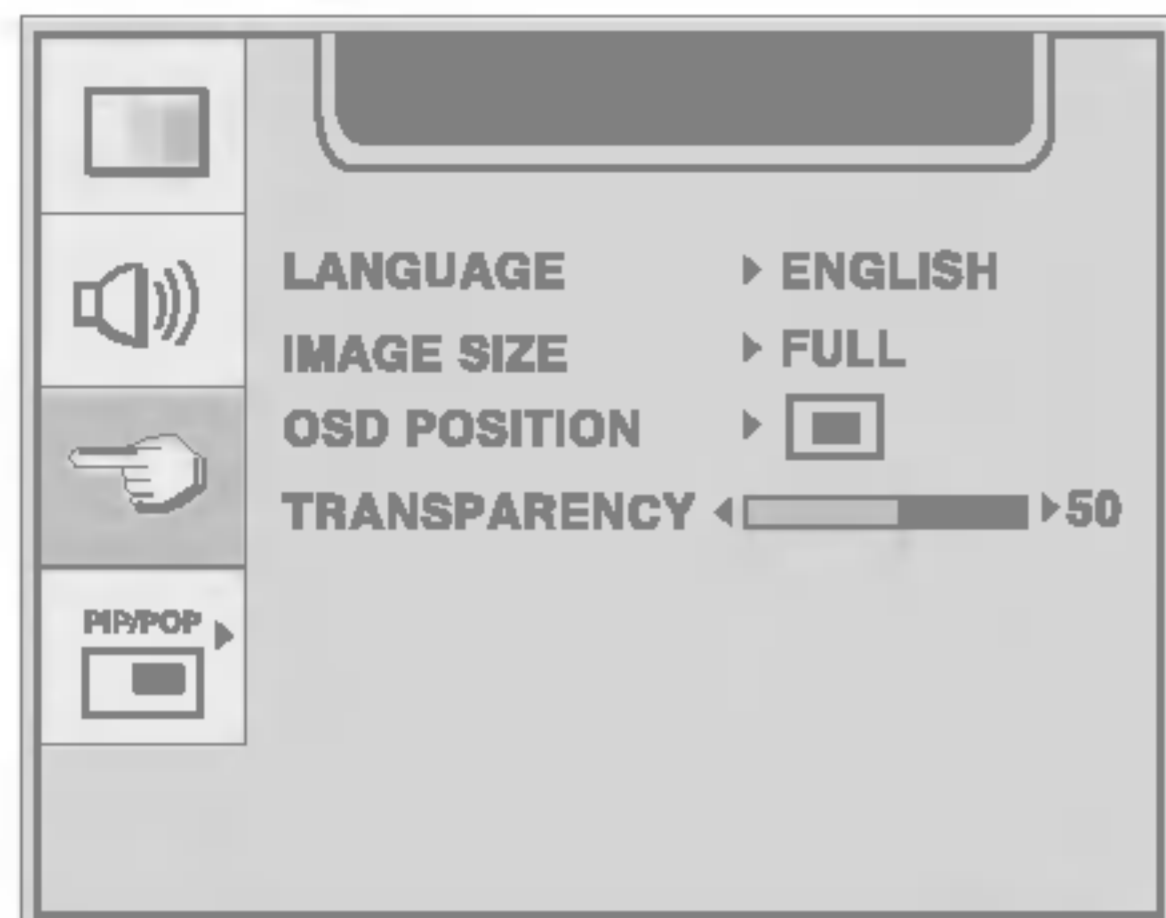 LANGUAGE ENGLISH
IMAGE SIZE FULL
OSD POSITION
TRANSPARENCY 50
PIP/POP